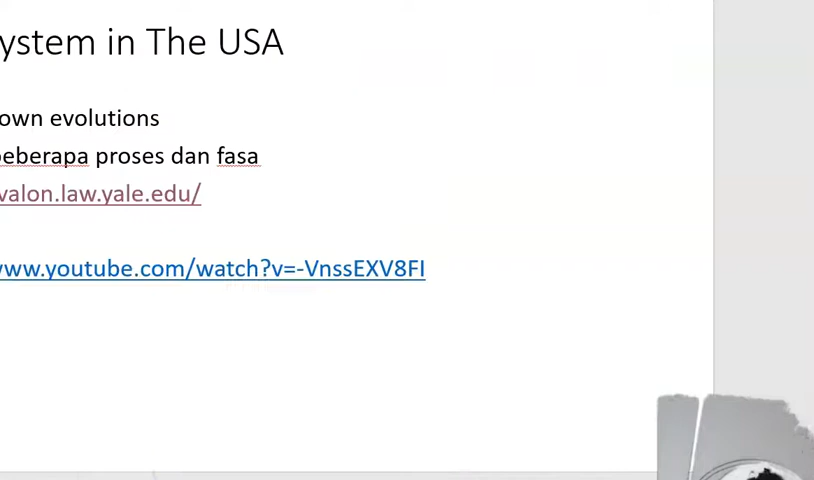 ystem in The USA
own evolutions
beberapa proses dan fasa
valon.law.yale.edu/
www.youtube.com/watch?v=-VnssEXV8FI